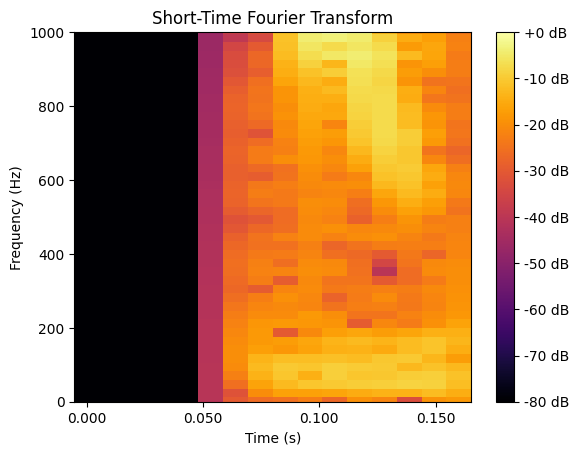 Short-Time Fourier Transform
1000
800
600
400
200
0
Frequency (Hz)
0.000
0.050
0.100
0.150
Time (s)
+0 dB
-10 dB
-20 dB
-30 dB
-40 dB
-50 dB
-60 dB
-70 dB
-80 dB